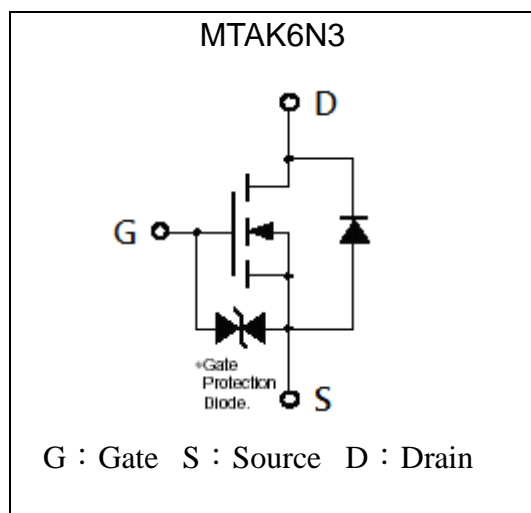 MTAK6N3
D
G
*Gate
Protection
Diode.
S
G：Gate S：Source D：Drain